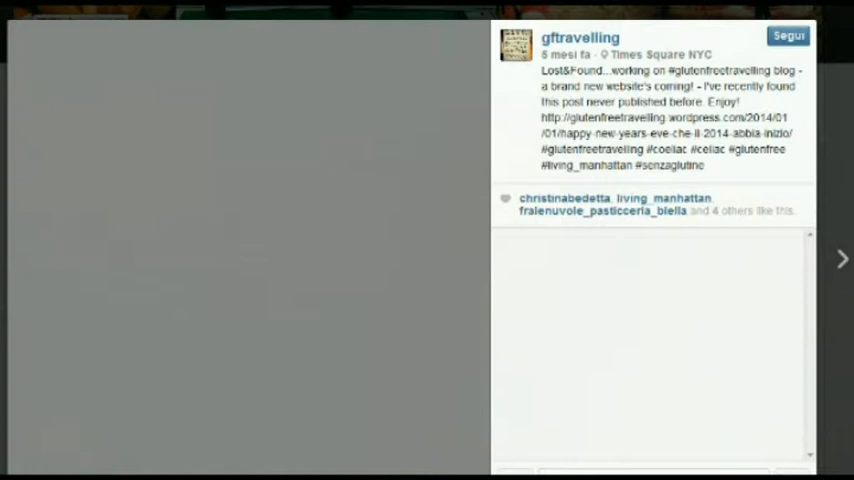 gftravelling
Segui
5 mesi fa · Times Square NYC
Lost&Found...working on #glutenfreetravelling blog -
a brand new website's coming! - I've recently found
this post never published before. Enjoy!
http://glutenfreetravelling.wordpress.com/2014/01
/01/happy-new-years-eve-che-il-2014-abbia-inizio/
#glutenfreetravelling #coeliac #celiac #glutenfree
#living_manhattan #senzaglutine
christinabedetta, living_manhattan,
fralenuvole_pasticceria_biella and 4 others like this.